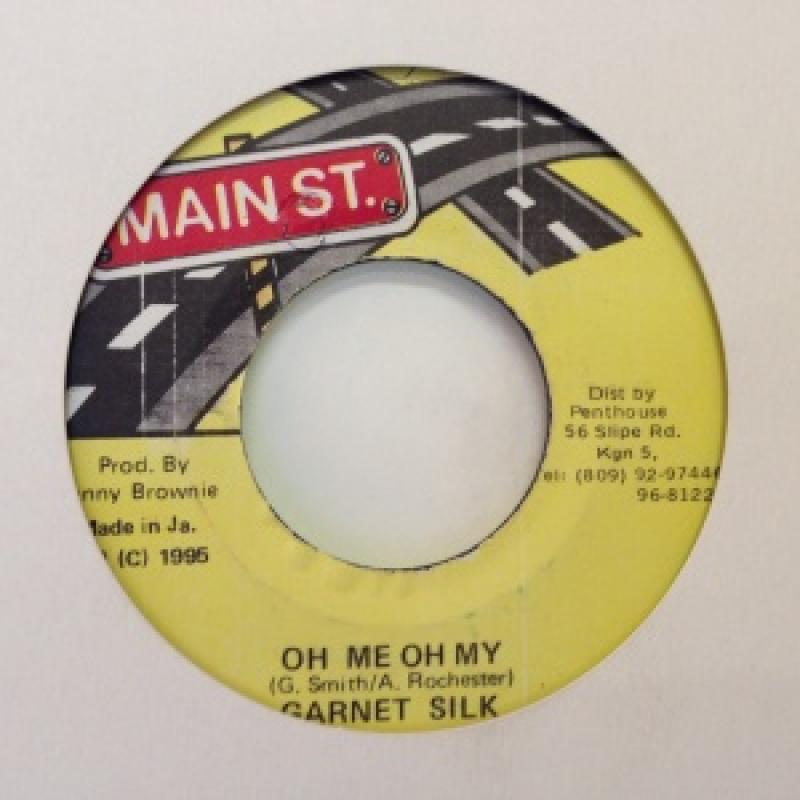 MAIN ST.
Dist by
Penthouse
56 Slipe Rd.
Kgn 5,
el: (809) 92-9744
96-8122
Prod. By
nny Brownie
Made in Ja.
(C) 1995
OH ME OH MY
(G. Smith/A. Rochester)
GARNET SILK